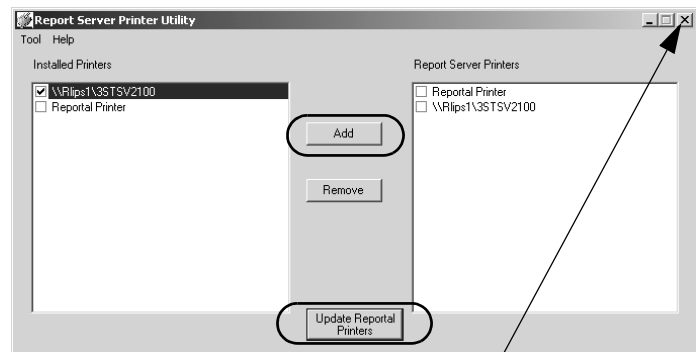 Report Server Printer Utility
Tool Help
Installed Printers
\\Rlips1\3STSV2100
Reportal Printer
Add
Remove
Update Reportal
Printers
Report Server Printers
Reportal Printer
\\Rlips1\3STSV2100